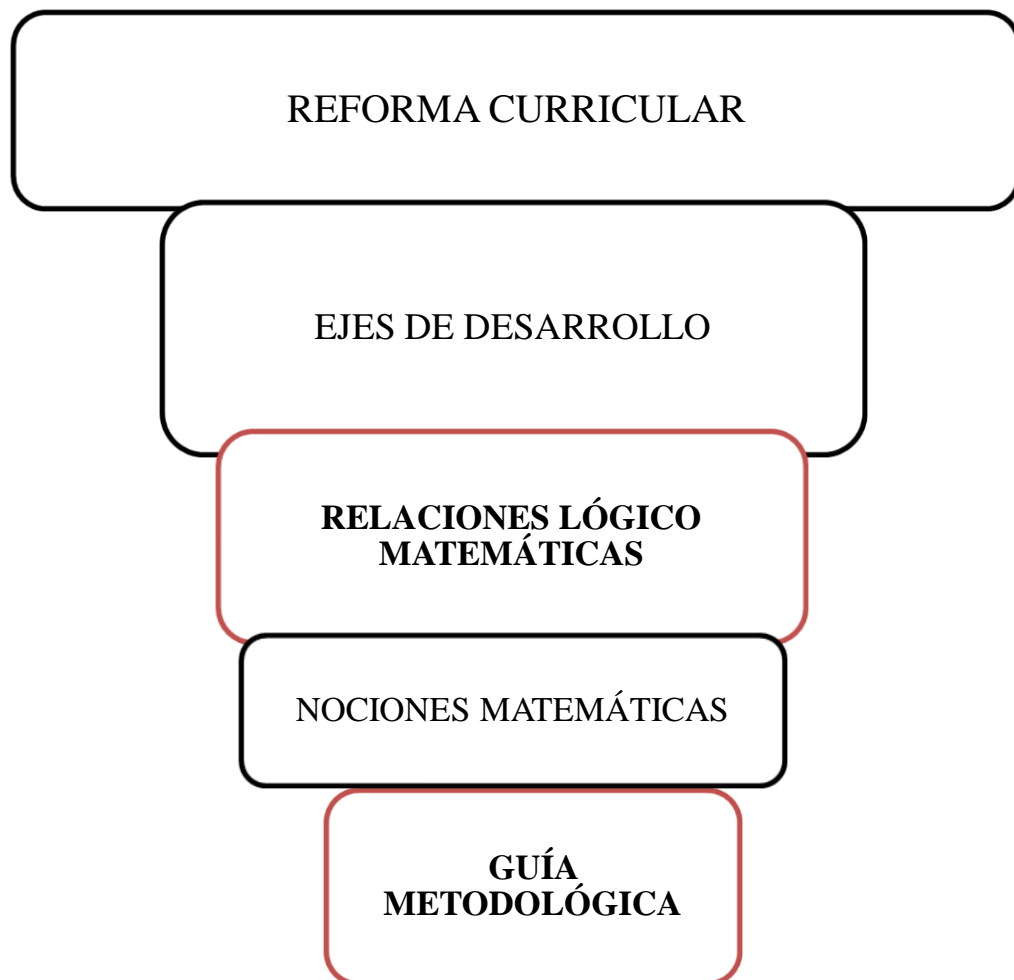 REFORMA CURRICULAR
EJES DE DESARROLLO
RELACIONES LÓGICO
MATEMÁTICAS
NOCIONES MATEMÁTICAS
GUÍA
METODOLÓGICA